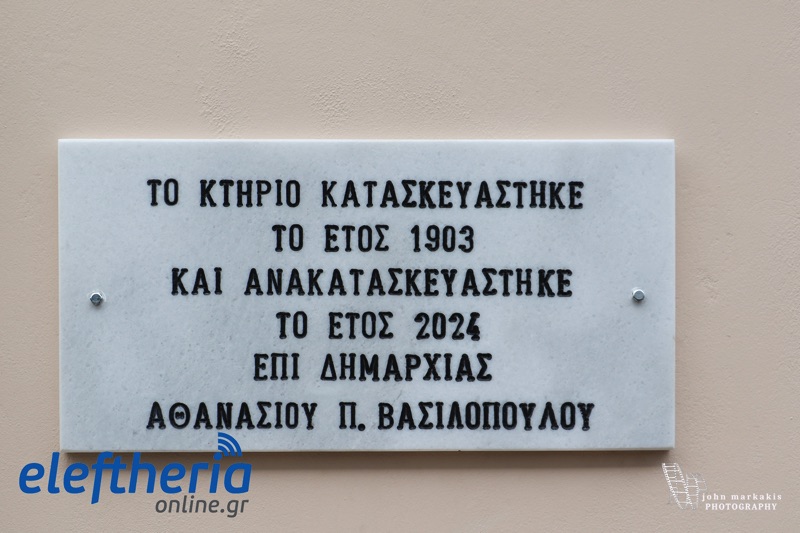 ΤΟ ΚΤΗΡΙΟ ΚΑΤΑΣΚΕΥΑΣΤΗΚΕ
ΤΟ ΕΤΟΣ 1903
ΚΑΙ ΑΝΑΚΑΤΑΣΚΕΥΑΣΤΗΚΕ
ΤΟ ΕΤΟΣ 2024
ΕΠΙ ΔΗΜΑΡΧΙΑΣ
ΑΘΑΝΑΣΙΟΥ Π. ΒΑΣΙΛΟΠΟΥΛΟΥ
eleftheria
online.gr
john markakis
PHOTOGRAPHY